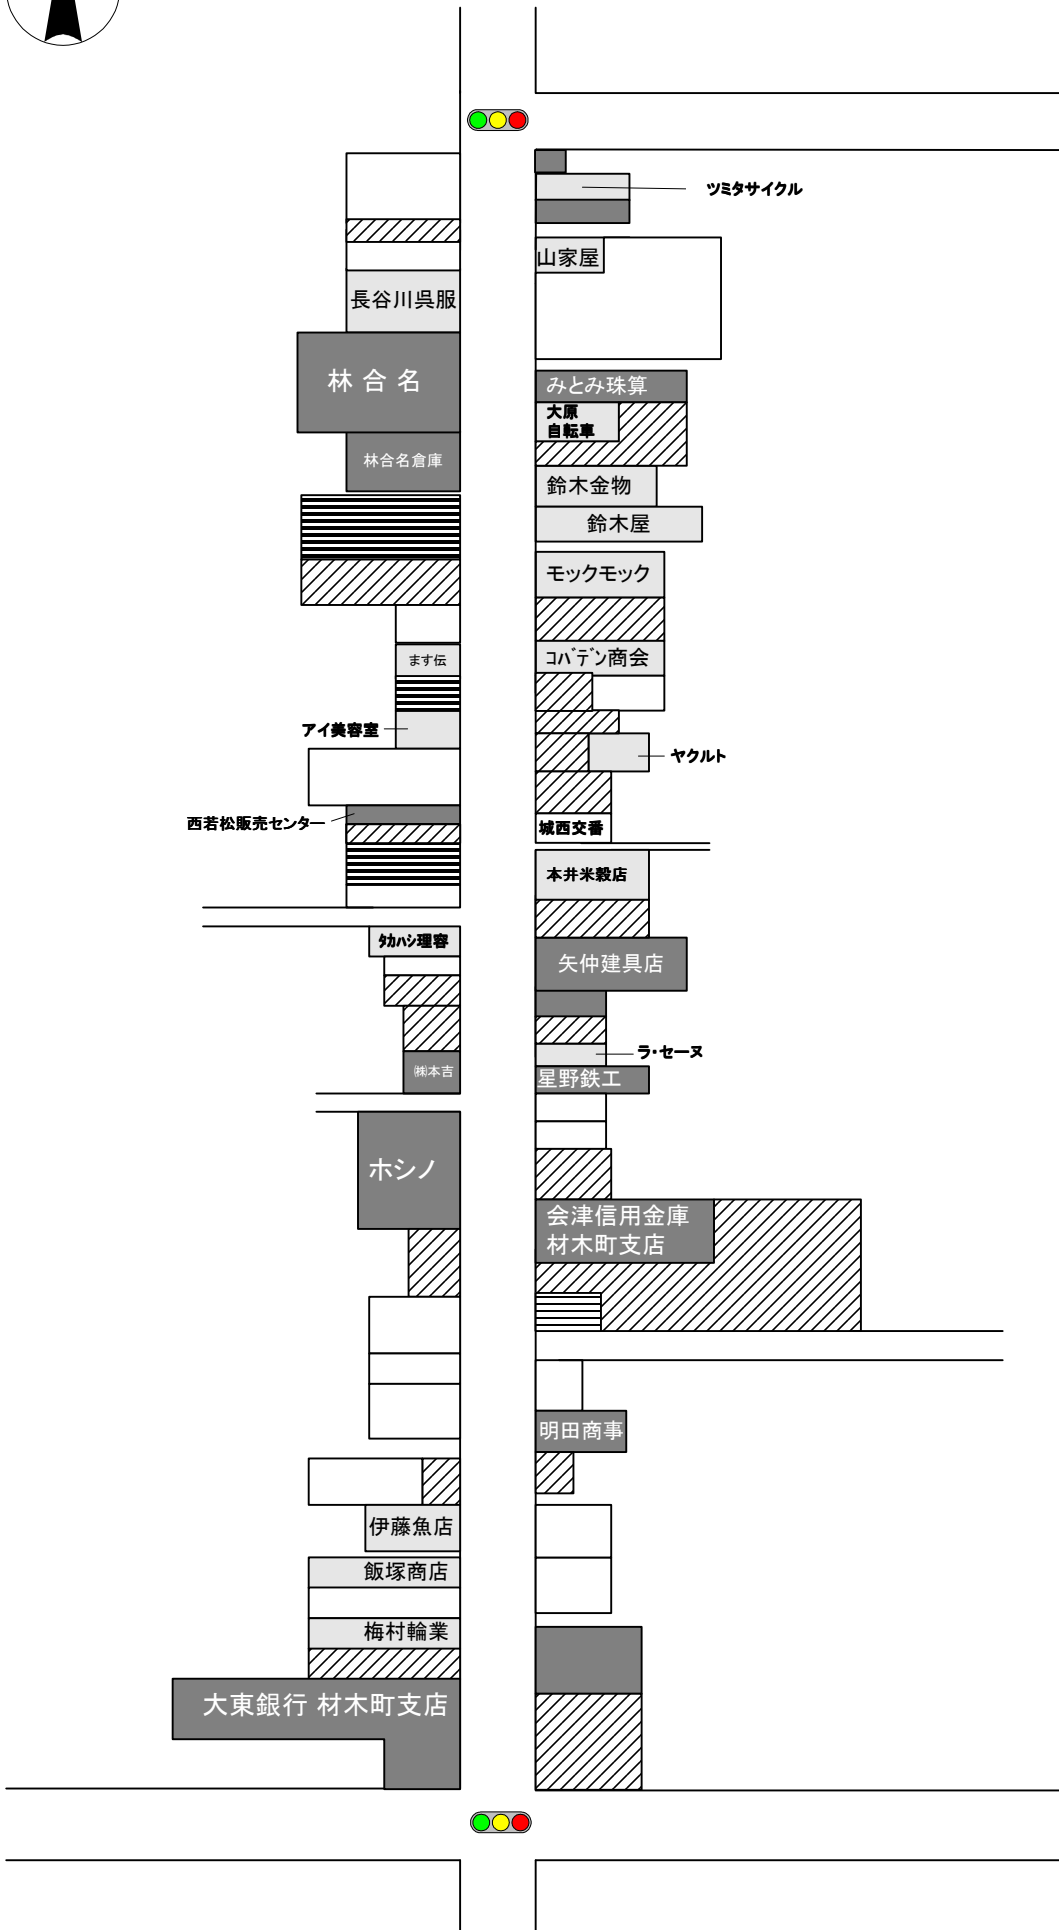 ツミタサイクル
山家屋
長谷川呉服
林合名
みとみ珠算
大原
自転車
林合名倉庫
鈴木金物
鈴木屋
モックモック
ます伝
コバデン商会
アイ美容室
ヤクルト
西若松販売センター
城西交番
本井米穀店
タカハシ理容
矢仲建具店
ラ・セーヌ
㈱本吉
星野鉄工
ホシノ
会津信用金庫
材木町支店
明田商事
伊藤魚店
飯塚商店
梅村輪業
大東銀行 材木町支店